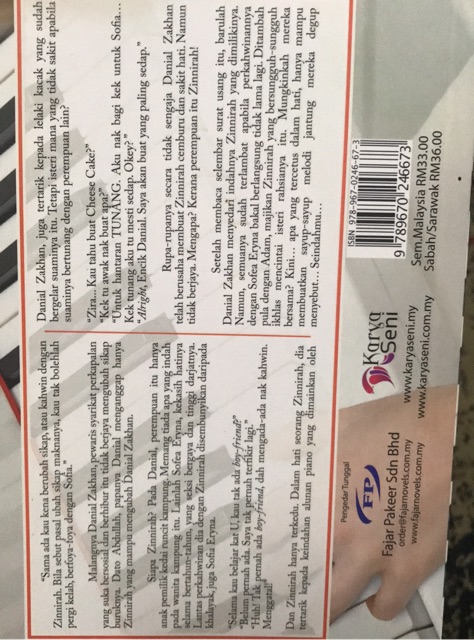 "Sama ada kau kena berubah sikap, atau kahwin dengan
Zinnirah. Bila sebut pasal ubah sikap maknanya, kau tak bolehlah
pergi kelab, berfoya-foya dengan Sofia."
Malangnya Danial Zakhan, pewaris syarikat perkapalan
yang suka bersosial dan berhibur itu tidak berjaya mengubah sikap
buruknya. Dato Abdullah, papanya Danial menganggap hanya
Zinnirah yang mampu mengubah Danial Zakhan.
Siapa Zinnirah? Pada Danial, perempuan itu hanya
anak pemilik kedai runcit kampung. Memang tiada apa yang indah
pada wanita kampung itu. Lainlah Sofea Eryna, kekasih hatinya
selama bertahun-tahun, yang seksi bergaya dan tinggi darjatnya.
Lantas perkahwinan dia dengan Zinnirah disembunyikan daripada
khalayak, juga Sofia Eryna.
"Selama kau belajar kat U, kau tak ada boy-friend?"
"Belum pernah ada. Saya tak pernah terfikir lagi."
"Huh! Tak pernah ada boy-friend, dah mengada-ada nak kahwin.
Menggatal!"
Dan Zinnirah hanya terkedu. Dalam hati seorang Zinnirah, dia
tertarik kepada keindahan alunan piano yang dimainkan oleh
Danial Zakhan, juga tertarik kepada lelaki kacak yang sudah
bergelar suaminya itu. Tetapi isteri mana yang tidak sakit apabila
suaminya bertunang dengan perempuan lain?
"Zira... Kau tahu buat Cheese Cake?"
"Kek tu awak nak buat apa?"
"Untuk hantaran TUNANG. Aku nak bagi kek untuk Sofia...
Kek tunang aku tu mesti sedap. Okey?"
"Alright, Encik Danial. Saya akan buat yang paling sedap."
Rupa-rupanya secara tidak sengaja Danial Zakhan
telah berusaha membuat Zinnirah cemburu dan sakit hati. Namun
tidak berjaya. Mengapa? Kerana perempuan itu Zinnirah!
Setelah membaca selembar surat usang itu, barulah
Danial Zakhan menyedari indahnya Zinnirah yang dimilikinya.
Namun, semuanya sudah terlambat apabila perkahwinannya
dengan Sofea Eryna bakal berlangsung tidak lama lagi. Ditambah
pula dengan Adam, majikan Zinnirah yang bersungguh-sungguh
ikhlas mencintai isteri rahsianya itu. Mungkinkah mereka
bersama? Kini... apa yang tercetus dalam hati, hanya mampu
membuatkan sayup-sayup melodi jantung mereka degup
menyebut... Seindahmu...
Pengedar Tunggal
FP
Fajar Pakeer Sdn Bhd
order@fajarnovels.com.my
www.fajarnovels.com.my
Karya
Seni
www.karyaseni.com.my
www.karyaseni.my
ISBN 978-967-0246-67-3
9 789670 246673
Sem.Malaysia RM33.00
Sabah/Sarawak RM36.00